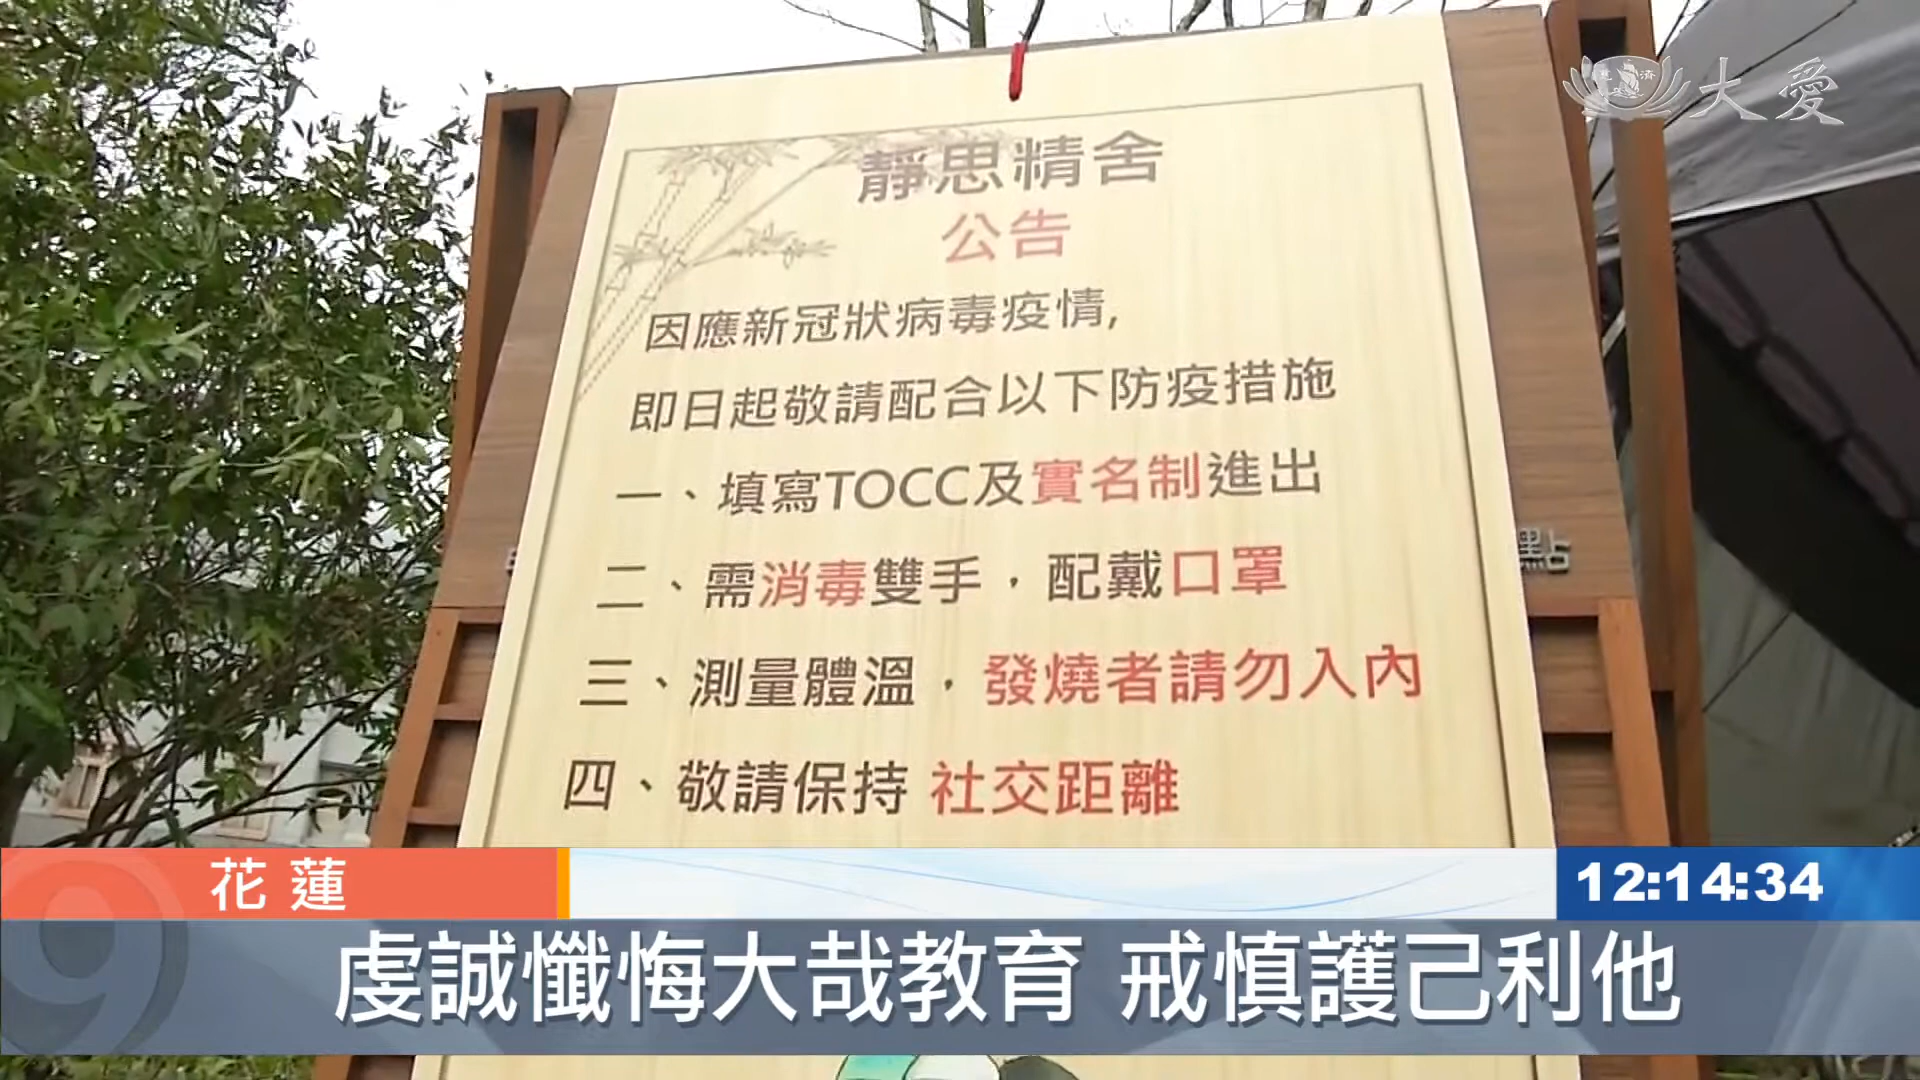 大愛
慈濟
靜思精舍
公告
因應新冠狀病毒疫情,
即日起敬請配合以下防疫措施
一、填寫TOCC及實名制進出
二、需消毒雙手，配戴口罩
三、測量體溫，發燒者請勿入內
四、敬請保持 社交距離
點
花蓮
12:14:34
虔誠懺悔大哉教育 戒慎護己利他